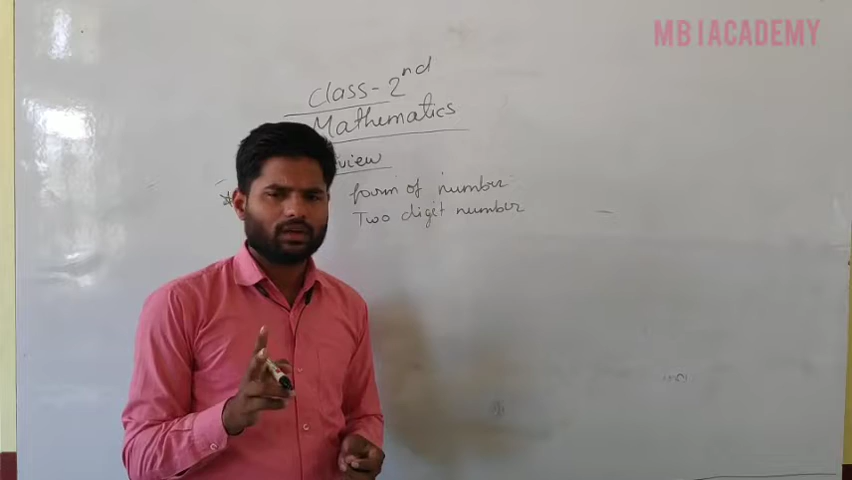 MB I ACADEMY
Class-2nd
Mathematics
view
form of number
Two digit number